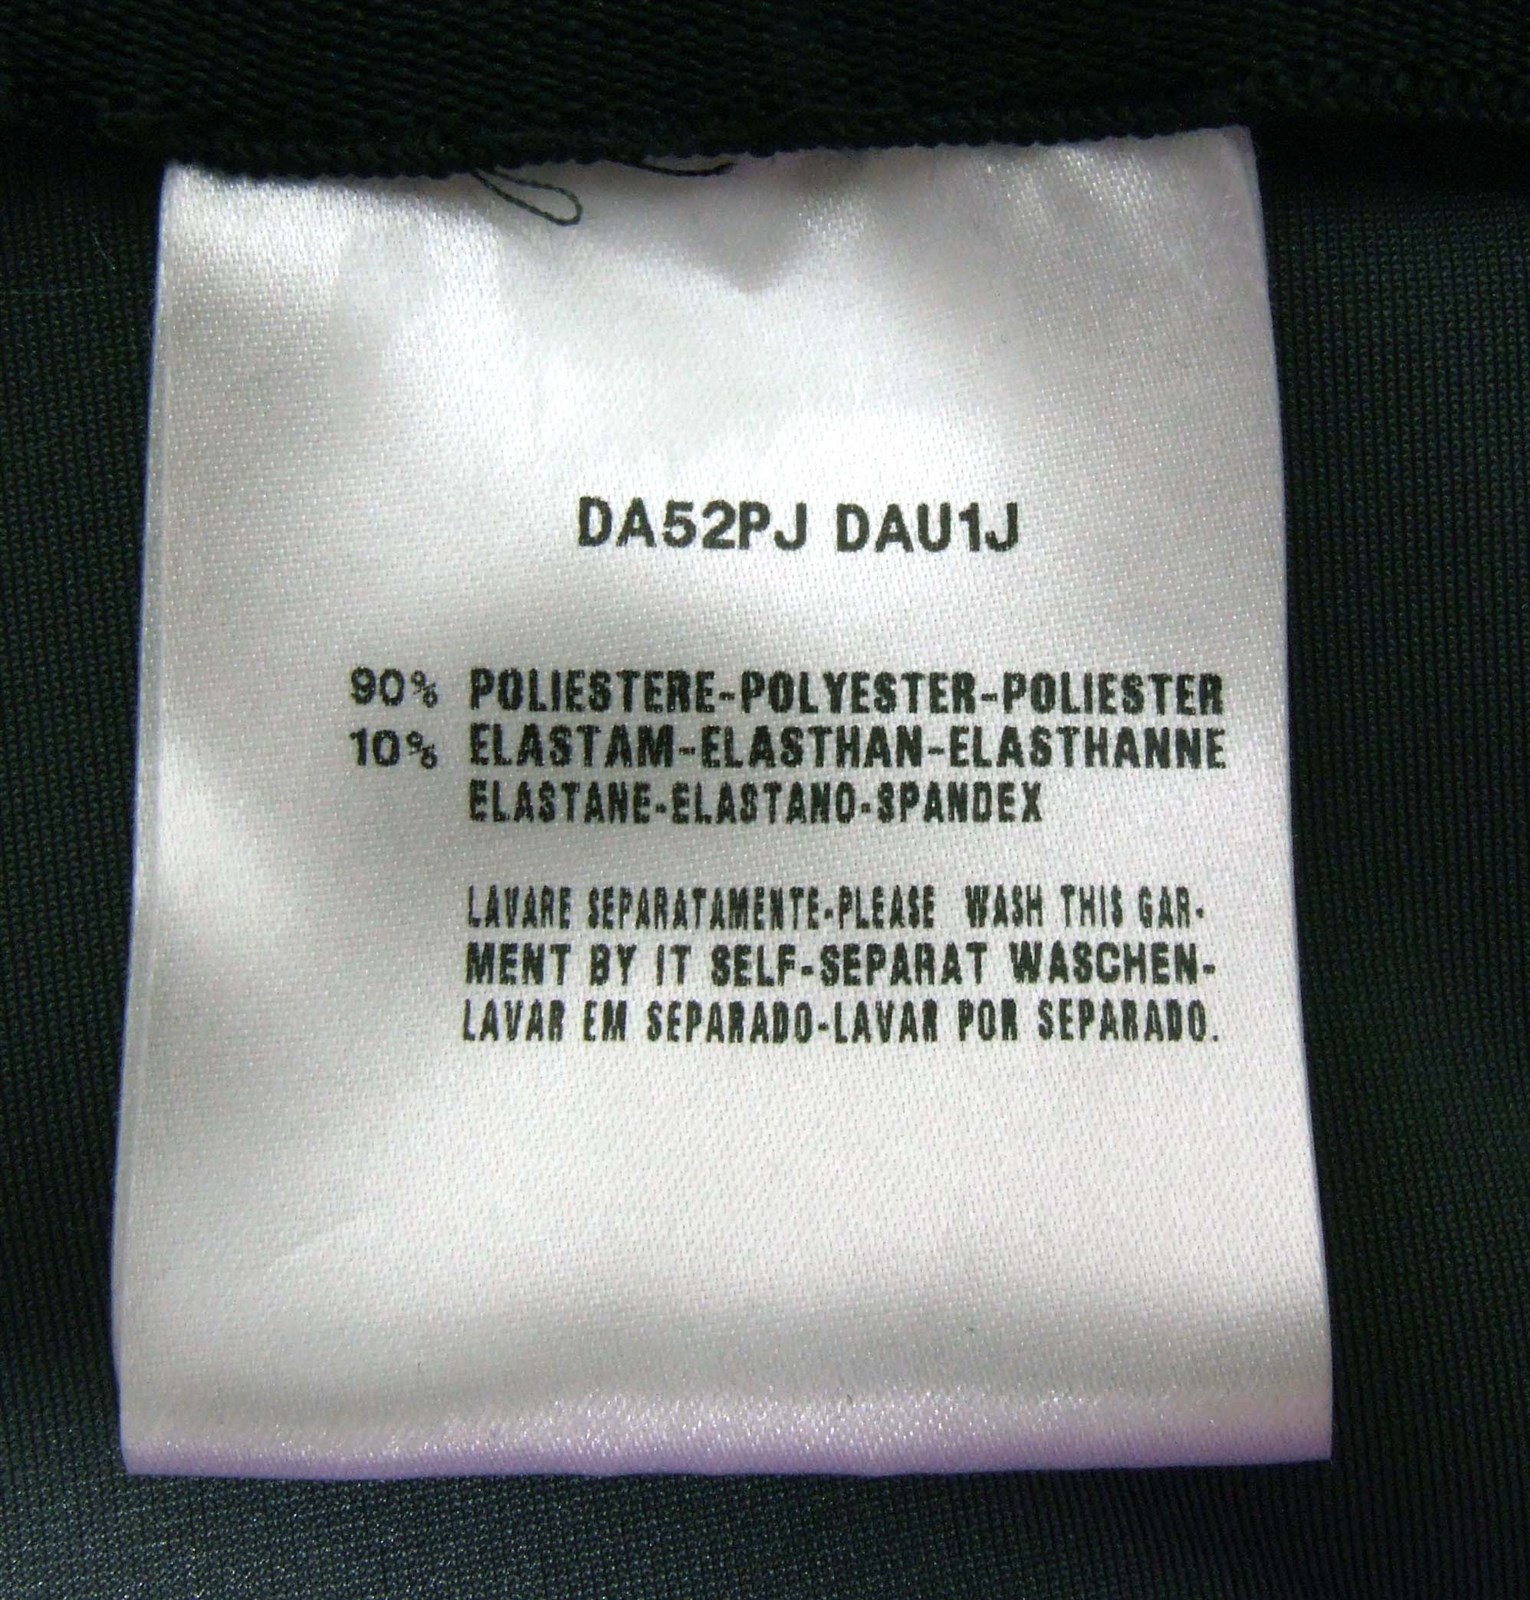 DA52PJ DAU1J
90% POLIESTERE-POLYESTER-POLIESTER
10% ELASTAM-ELASTHAN-ELASTHANNE
ELASTANE-ELASTANO-SPANDEX
LAVARE SEPARATAMENTE-PLEASE WASH THIS GAR-
MENT BY IT SELF-SEPARAT WASCHEN-
LAVAR EM SEPARADO-LAVAR POR SEPARADO.